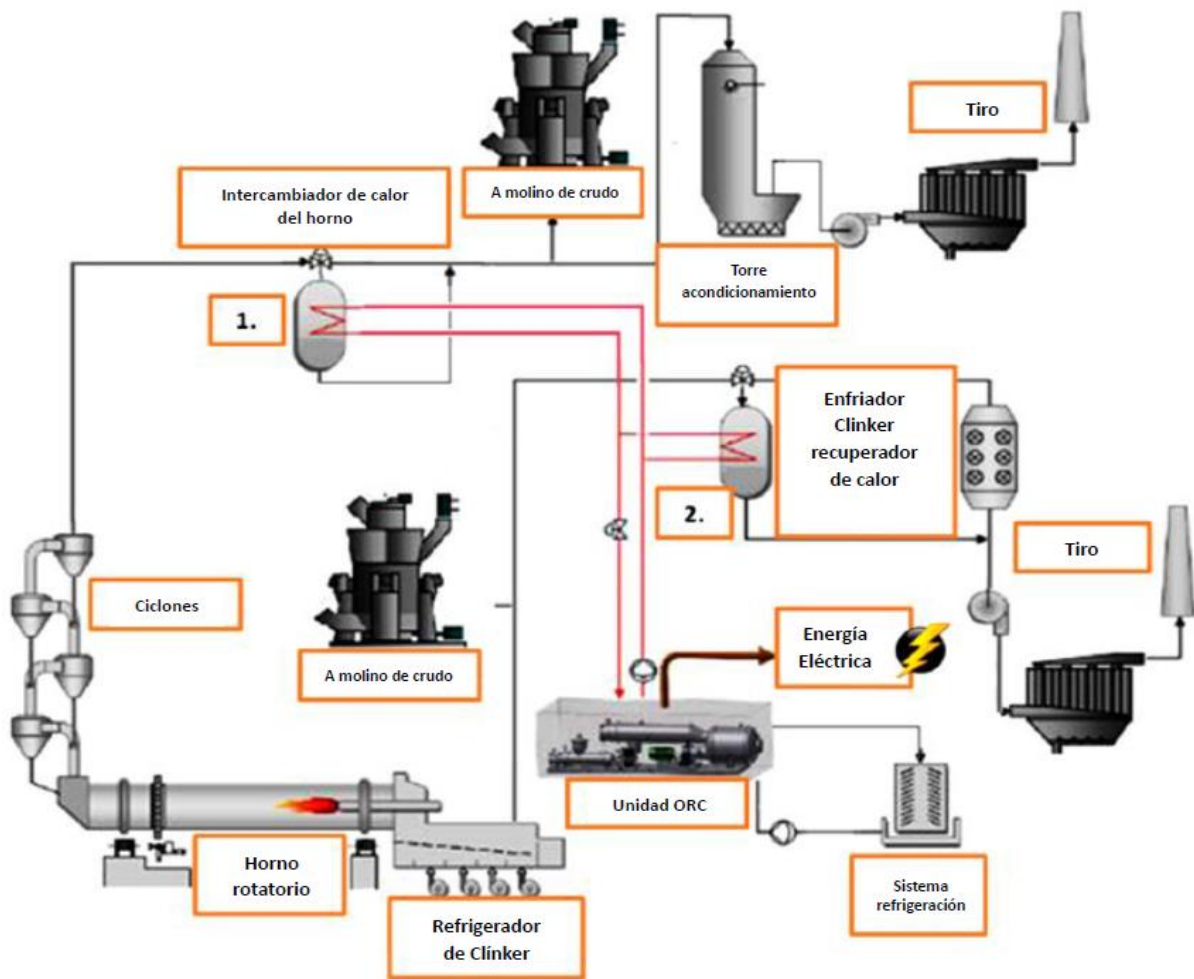 Tiro
Intercambiador de calor
del horno
A molino de crudo
Torre
acondicionamiento
1.
Enfriador
Clinker
recuperador
de calor
2.
Tiro
Ciclones
Energía
Eléctrica
A molino de crudo
Unidad ORC
Horno
rotatorio
Sistema
refrigeración
Refrigerador
de Clínker